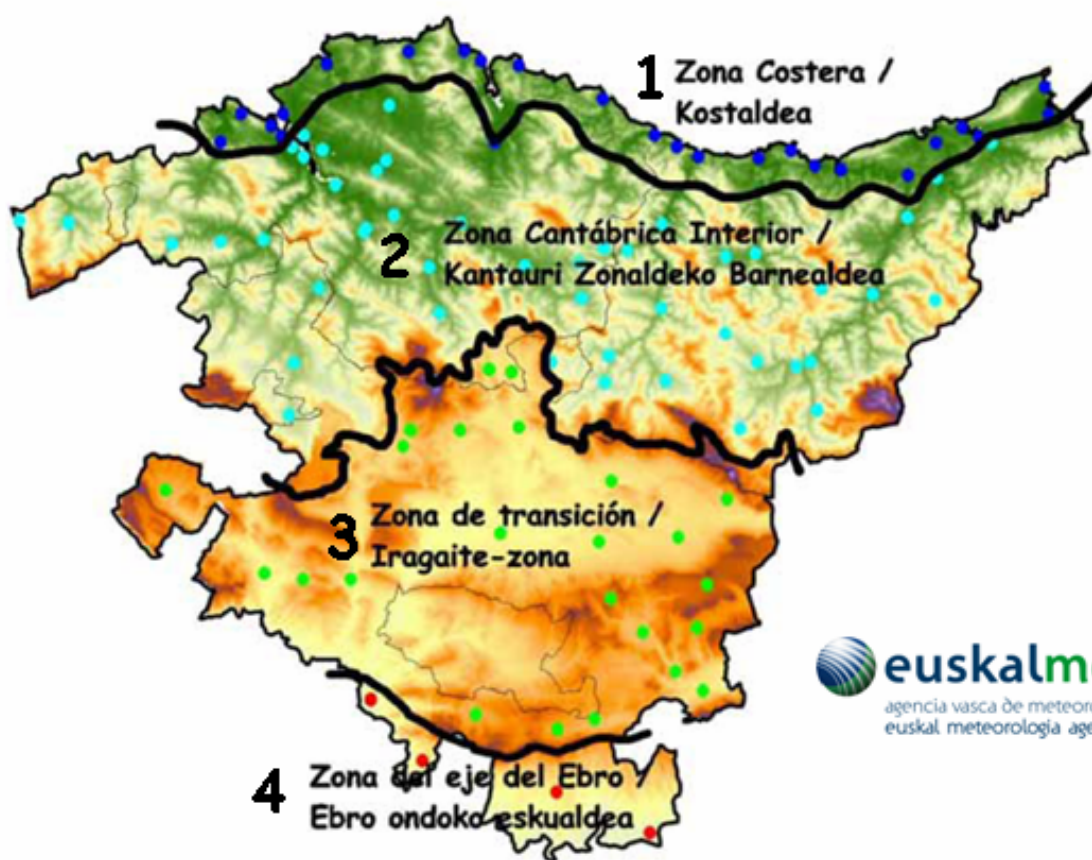 1 Zona Costera /
Kostaldea
2 Zona Cantábrica Interior /
Kantauri Zonaldeko Barnealdea
3 Zona de transición /
Iragaite-zona
euskalm
agencia vasca de meteoro
euskal meteorologia age
4 Zona del eje del Ebro /
Ebro ondoko eskualdea